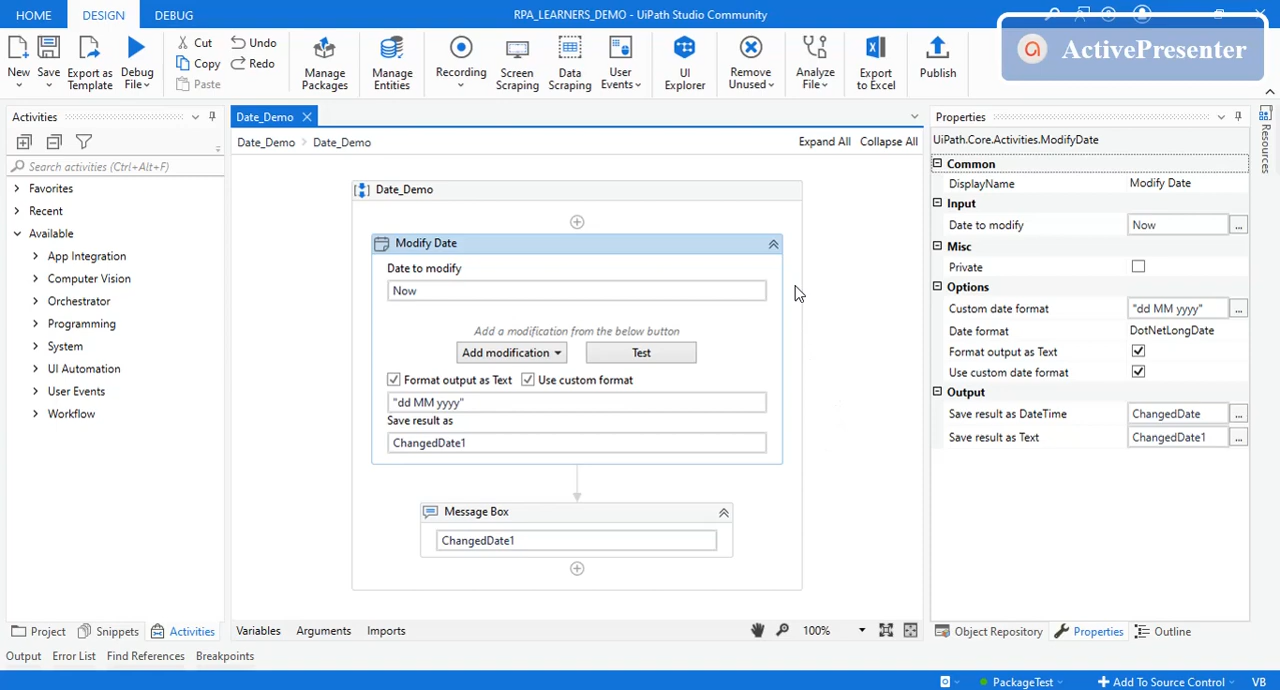 HOME DESIGN DEBUG RPA_LEARNERS_DEMO - UiPath Studio Community
ActivePresenter
New Save Export as Template Debug File
Cut Copy Paste Undo Redo
Manage Packages Manage Entities Recording Screen Scraping Data Scraping User Events UI Explorer Remove Unused Analyze File Export to Excel Publish
Activities
Search activities (Ctrl+Alt+F)
Favorites
Recent
Available
App Integration
Computer Vision
Orchestrator
Programming
System
UI Automation
User Events
Workflow
Project Snippets Activities
Date_Demo
Date_Demo Date_Demo Expand All Collapse All
Date_Demo
Modify Date
Date to modify
Now
Add a modification from the below button
Add modification Test
Format output as Text Use custom format
"dd MM yyyy"
Save result as
ChangedDate1
Message Box
ChangedDate1
Variables Arguments Imports 100%
Properties
UiPath.Core.Activities.ModifyDate
Common
DisplayName Modify Date
Input
Date to modify Now ...
Misc
Private
Options
Custom date format "dd MM yyyy" ...
Date format DotNetLongDate
Format output as Text
Use custom date format
Output
Save result as DateTime ChangedDate ...
Save result as Text ChangedDate1 ...
Object Repository Properties Outline
Resources
Output Error List Find References Breakpoints
PackageTest Add To Source Control VB